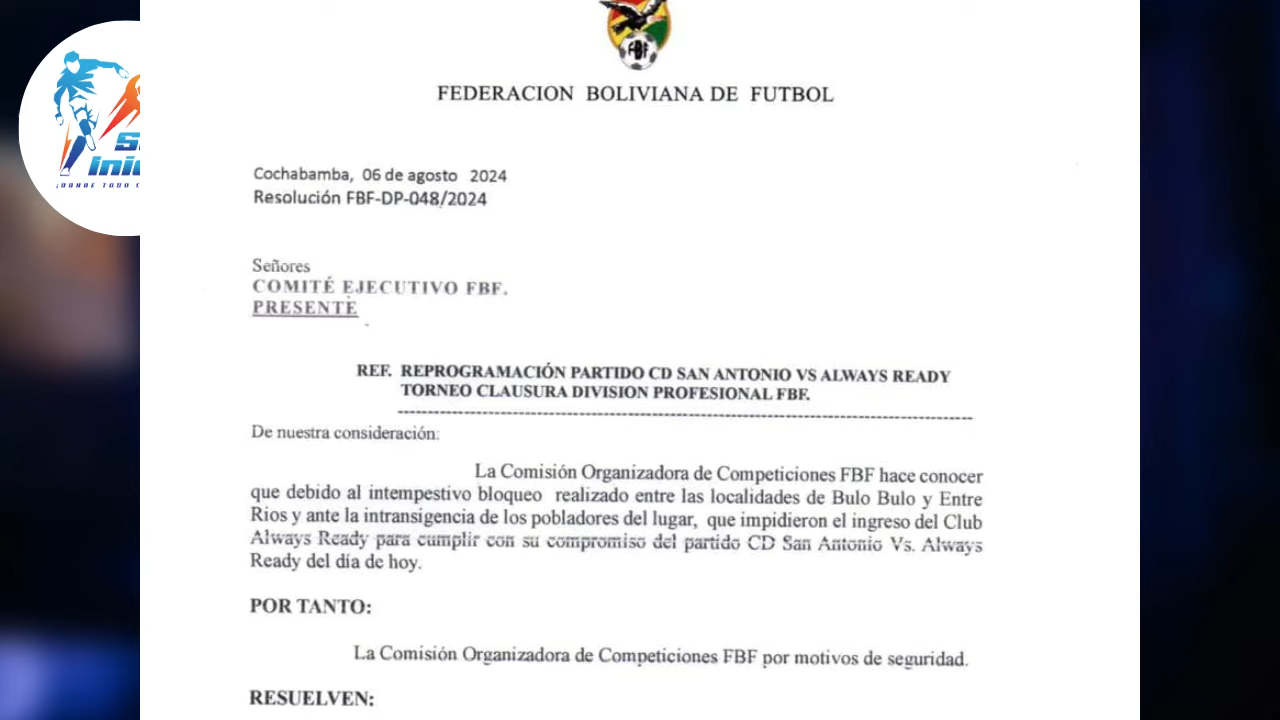 FBF
FEDERACION BOLIVIANA DE FUTBOL
Cochabamba, 06 de agosto 2024
Resolución FBF-DP-048/2024
Señores
COMITÉ EJECUTIVO FBF.
PRESENTE
REF. REPROGRAMACIÓN PARTIDO CD SAN ANTONIO VS ALWAYS READY
TORNEO CLAUSURA DIVISION PROFESIONAL FBF.
De nuestra consideración:
La Comisión Organizadora de Competiciones FBF hace conocer
que debido al intempestivo bloqueo realizado entre las localidades de Bulo Bulo y Entre
Rios y ante la intransigencia de los pobladores del lugar, que impidieron el ingreso del Club
Always Ready para cumplir con su compromiso del partido CD San Antonio Vs. Always
Ready del día de hoy.
POR TANTO:
La Comisión Organizadora de Competiciones FBF por motivos de seguridad.
RESUELVEN:
¡DONDE TODO